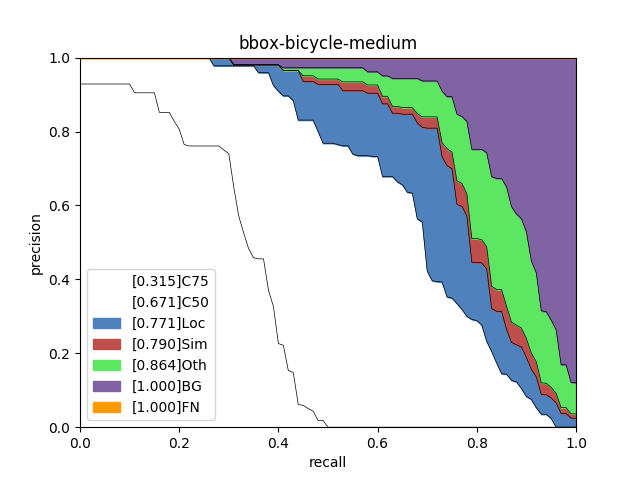 bbox-bicycle-medium
precision
1.0
0.8
0.6
0.4
0.2
0.0
[0.315]C75
[0.671]C50
[0.771]Loc
[0.790]Sim
[0.864]Oth
[1.000]BG
[1.000]FN
0.0 0.2 0.4 0.6 0.8 1.0
recall